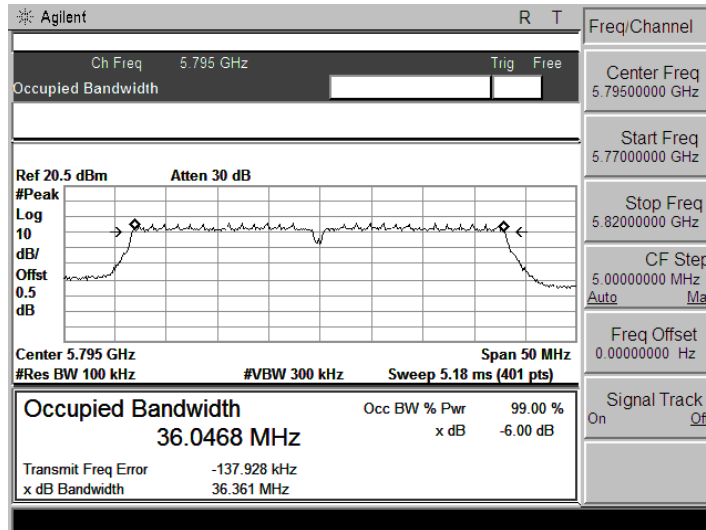 Agilent R T
Freq/Channel
Ch Freq 5.795 GHz Trig Free
Occupied Bandwidth
Center Freq
5.79500000 GHz
Start Freq
5.77000000 GHz
Stop Freq
5.82000000 GHz
CF Step
5.00000000 MHz
Auto Ma
Freq Offset
0.00000000 Hz
Signal Track
On Of
Ref 20.5 dBm Atten 30 dB
#Peak
Log
10
dB/
Offst
0.5
dB
Center 5.795 GHz Span 50 MHz
#Res BW 100 kHz #VBW 300 kHz Sweep 5.18 ms (401 pts)
Occupied Bandwidth Occ BW % Pwr 99.00 %
36.0468 MHz x dB -6.00 dB
Transmit Freq Error -137.928 kHz
x dB Bandwidth 36.361 MHz